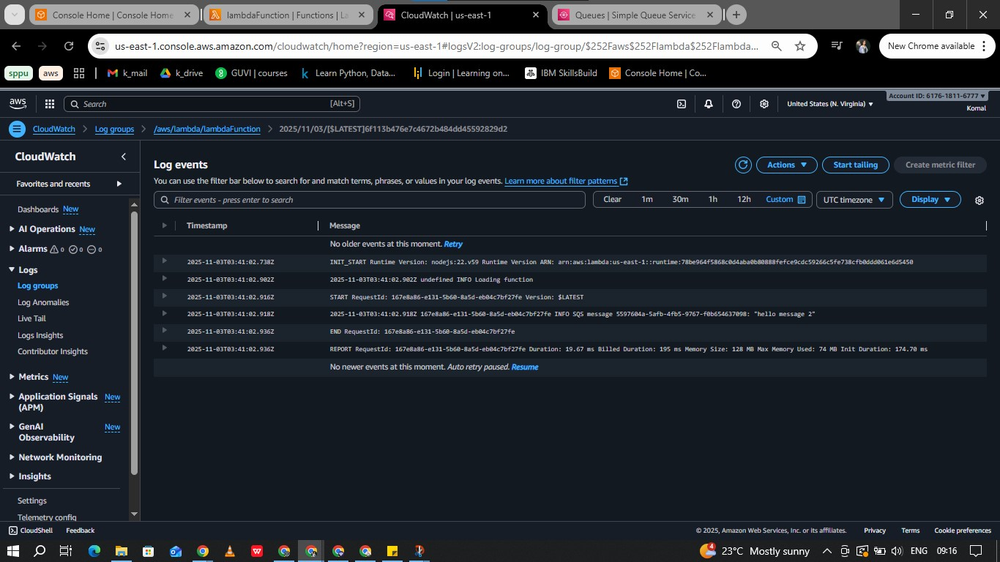 Console Home | Console Home
lambdaFunction | Functions | La
CloudWatch | us-east-1
Queues | Simple Queue Service
us-east-1.console.aws.amazon.com/cloudwatch/home?region=us-east-1#logsV2:log-groups/log-group/$252Faws$252Flambda$252Flambda...
New Chrome available
sppu
aws
k_mail
k_drive
GUVI | courses
Learn Python, Data...
Login | Learning on...
IBM SkillsBuild
Console Home | Co...
aws
Search
[Alt+S]
United States (N. Virginia)
Account ID: 6176-1811-6777
Komal
CloudWatch
Log groups
/aws/lambda/lambdaFunction
2025/11/03/[$LATEST]6f113b476e7c4672b484dd45592829d2
CloudWatch
Favorites and recents
Dashboards New
AI Operations New
Alarms 0 0 0
Logs
Log groups
Log Anomalies
Live Tail
Logs Insights
Contributor Insights
Metrics New
Application Signals New
(APM)
GenAI New
Observability
Network Monitoring
Insights
Settings
Telemetry config
Log events
Actions
Start tailing
Create metric filter
You can use the filter bar below to search for and match terms, phrases, or values in your log events. Learn more about filter patterns
Filter events - press enter to search
Clear 1m 30m 1h 12h Custom
UTC timezone
Display
Timestamp Message
No older events at this moment. Retry
2025-11-03T03:41:02.738Z INIT_START Runtime Version: nodejs:22.v59 Runtime Version ARN: arn:aws:lambda:us-east-1::runtime:78be964f5868c0d4aba0b80888fefce9cdc59266c5fe738cfb0ddd061e6d5450
2025-11-03T03:41:02.902Z 2025-11-03T03:41:02.902Z undefined INFO Loading function
2025-11-03T03:41:02.916Z START RequestId: 167e8a86-e131-5b60-8a5d-eb04c7bf27fe Version: $LATEST
2025-11-03T03:41:02.918Z 2025-11-03T03:41:02.918Z 167e8a86-e131-5b60-8a5d-eb04c7bf27fe INFO SQS message 5597604a-5afb-4fb5-9767-f0b654637098: "hello message 2"
2025-11-03T03:41:02.936Z END RequestId: 167e8a86-e131-5b60-8a5d-eb04c7bf27fe
2025-11-03T03:41:02.936Z REPORT RequestId: 167e8a86-e131-5b60-8a5d-eb04c7bf27fe Duration: 19.67 ms Billed Duration: 195 ms Memory Size: 128 MB Max Memory Used: 74 MB Init Duration: 174.70 ms
No newer events at this moment. Auto retry paused. Resume
CloudShell
Feedback
© 2025, Amazon Web Services, Inc. or its affiliates.
Privacy
Terms
Cookie preferences
4
23°C Mostly sunny
ENG
09:16